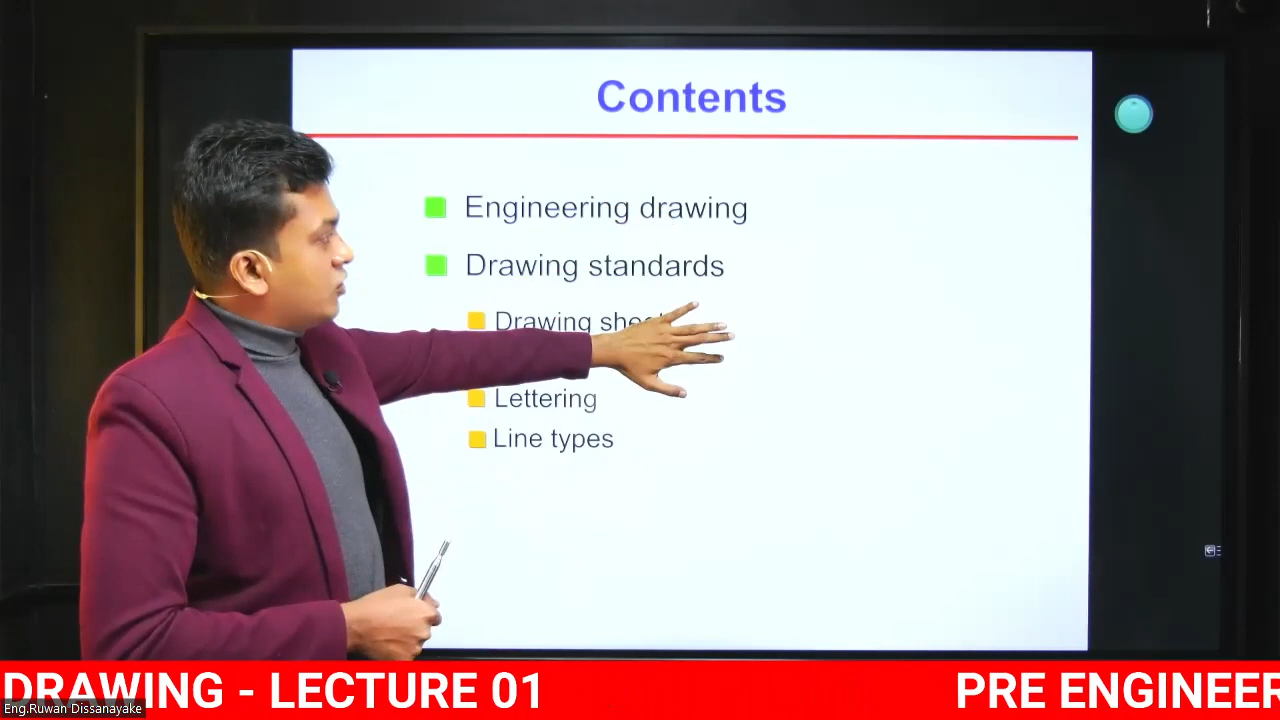 Contents
Engineering drawing
Drawing standards
Drawing
Lettering
Line types
DRAWING - LECTURE 01
PRE ENGINEER
Eng.Ruwan Dissanayake